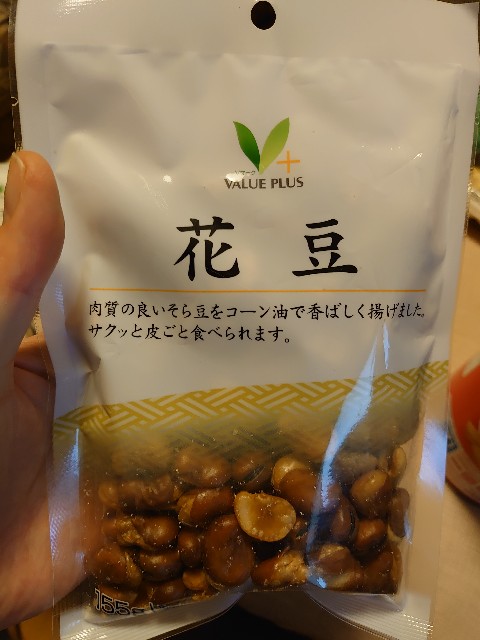 VALUE PLUS
花豆
肉質の良いそら豆をコーン油で香ばしく揚げました。
サクッと皮ごと食べられます。
155g